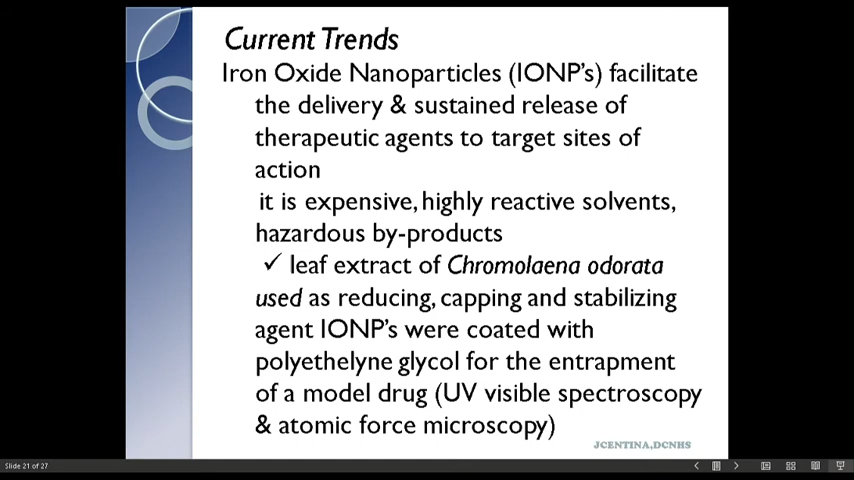 Current Trends
Iron Oxide Nanoparticles (IONP's) facilitate
the delivery & sustained release of
therapeutic agents to target sites of
action
it is expensive, highly reactive solvents,
hazardous by-products
✓ leaf extract of Chromolaena odorata
used as reducing, capping and stabilizing
agent IONP's were coated with
polyethelyne glycol for the entrapment
of a model drug (UV visible spectroscopy
& atomic force microscopy)
JCENTINA,DCNHS
Slide 21 of 27